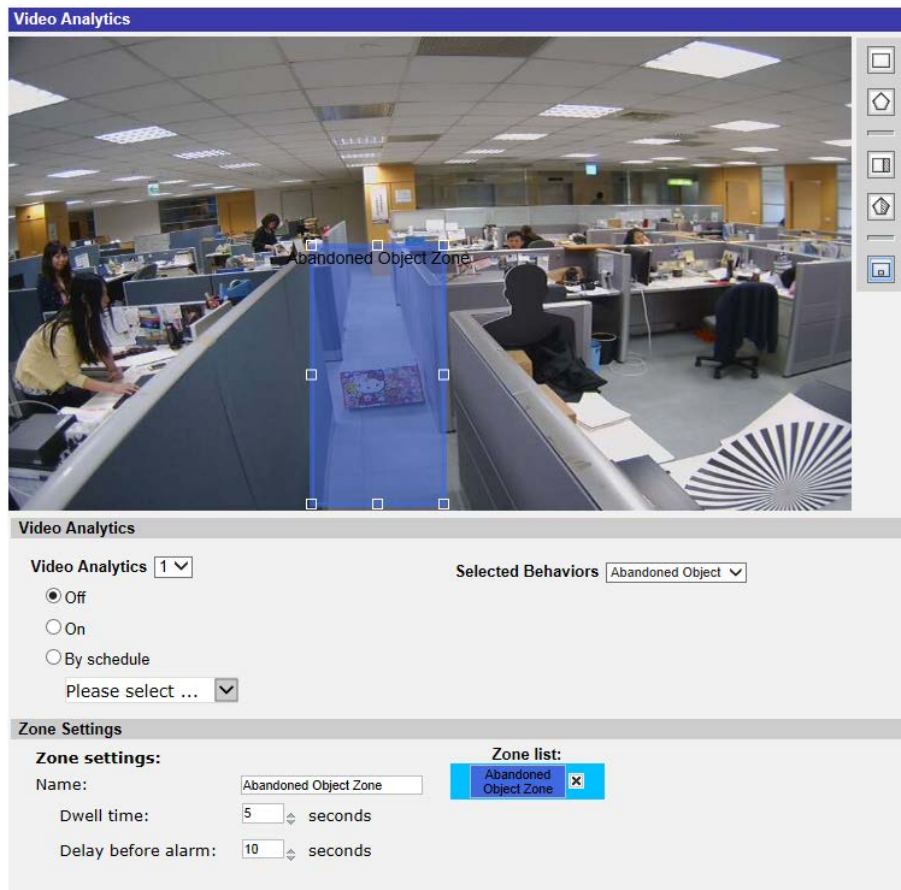 Video Analytics
Abandoned Object Zone
Video Analytics
Video Analytics 1
Selected Behaviors Abandoned Object
Off
On
By schedule
Please select ...
Zone Settings
Zone settings:
Name: Abandoned Object Zone
Dwell time: 5 seconds
Delay before alarm: 10 seconds
Zone list:
Abandoned
Object Zone